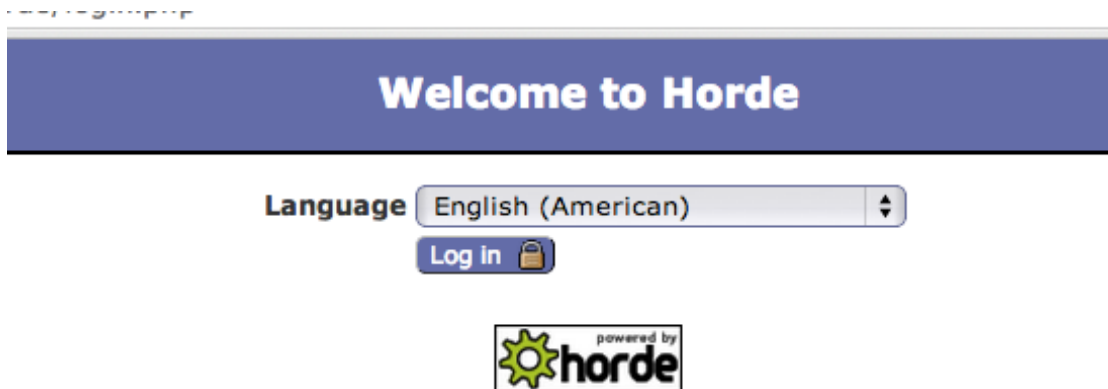 Welcome to Horde
Language English (American)
Log in
powered by
horde